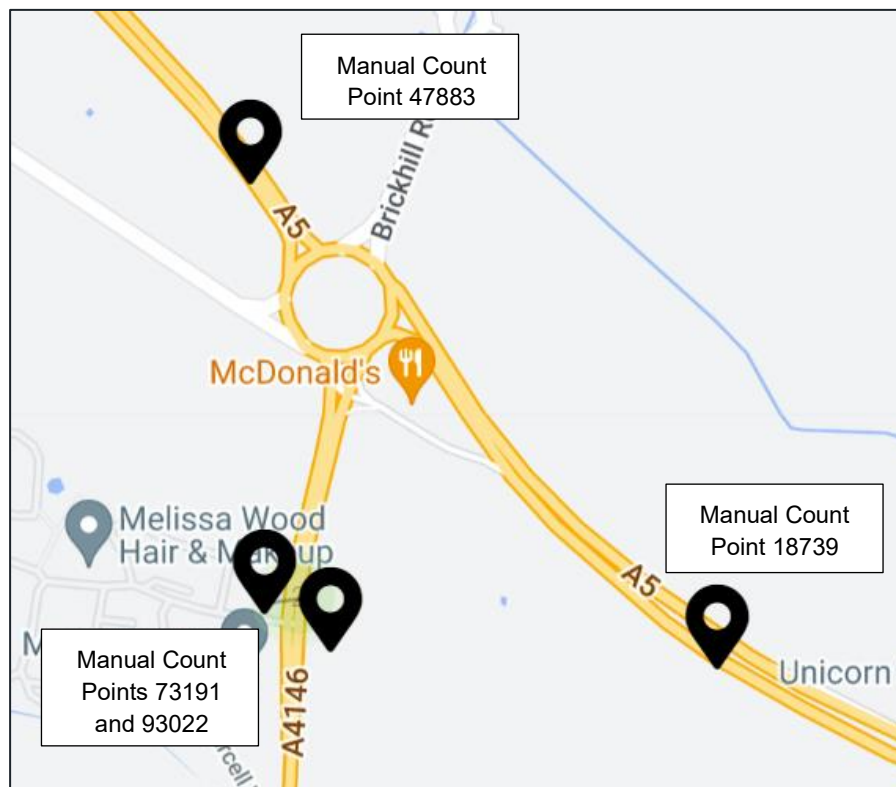 Manual Count
Point 47883
A5
McDonald's
Melissa Wood
Hair & Makeup
Manual Count
Point 18739
A5
Unicorn
Manual Count
Points 73191
and 93022
A4146